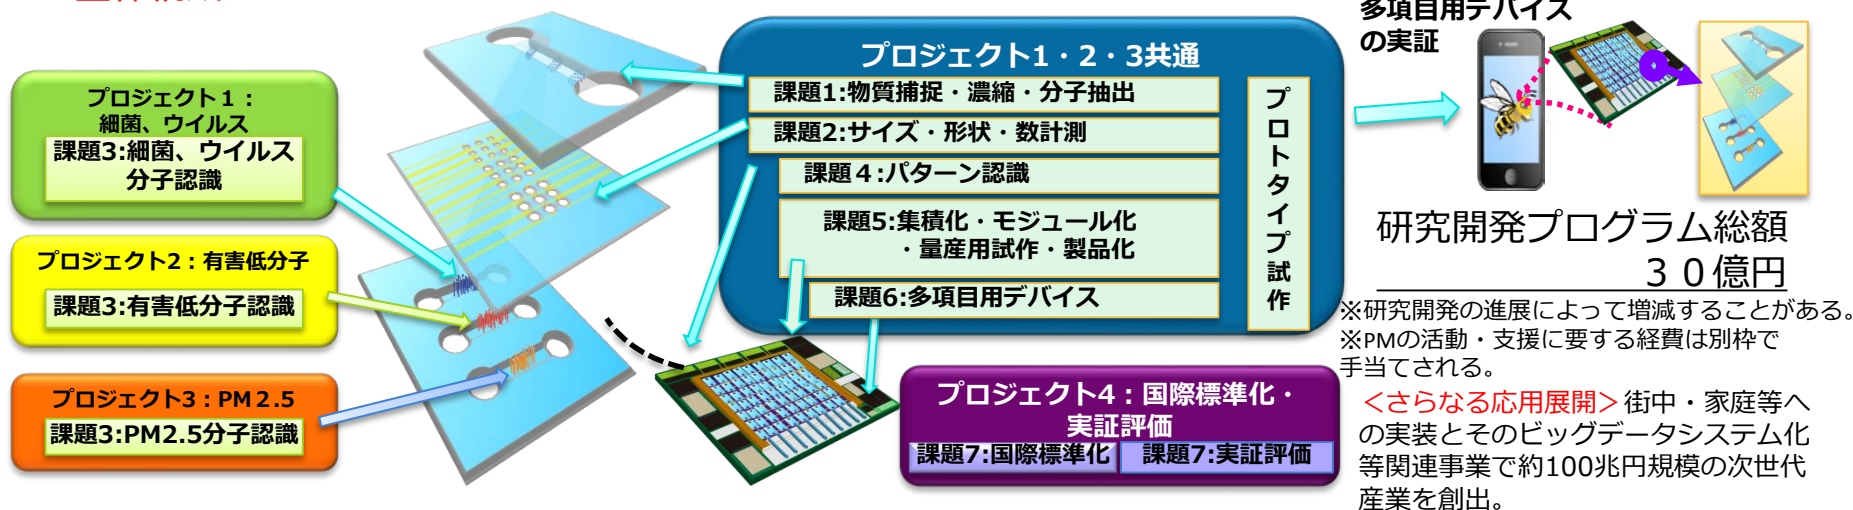 プロジェクト1：
細菌、ウイルス
課題3:細菌、ウイルス
分子認識
プロジェクト2：有害低分子
課題3:有害低分子認識
プロジェクト3：PM2.5
課題3:PM2.5分子認識
プロジェクト1・2・3共通
課題1:物質捕捉・濃縮・分子抽出
課題2:サイズ・形状・数計測
課題４:パターン認識
課題5:集積化・モジュール化
・量産用試作・製品化
課題6:多項目用デバイス
プロトタイプ試作
プロジェクト4：国際標準化・
実証評価
課題7:国際標準化
課題7:実証評価
多項目用デバイス
の実証
研究開発プログラム総額
３０億円
※研究開発の進展によって増減することがある。
※PMの活動・支援に要する経費は別枠で
手当てされる。
＜さらなる応用展開＞街中・家庭等へ
の実装とそのビッグデータシステム化
等関連事業で約100兆円規模の次世代
産業を創出。